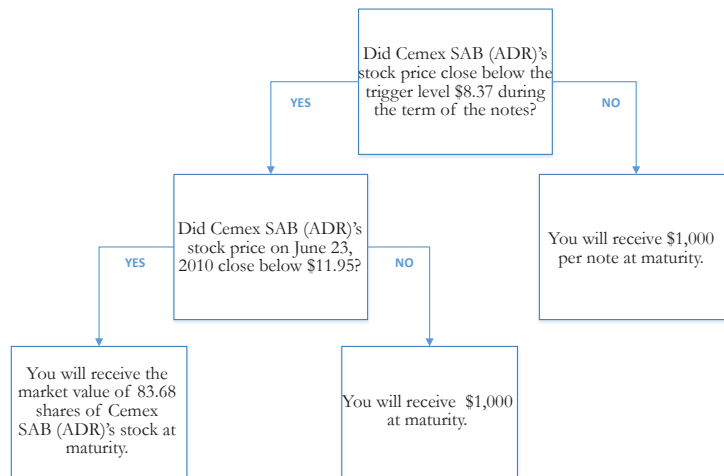 Did Cemex SAB (ADR)'s
stock price close below the
trigger level $8.37 during
the term of the notes?
YES
NO
Did Cemex SAB (ADR)'s
stock price on June 23,
2010 close below $11.95?
You will receive $1,000
per note at maturity.
YES
NO
You will receive the
market value of 83.68
shares of Cemex
SAB (ADR)'s stock at
maturity.
You will receive $1,000
at maturity.